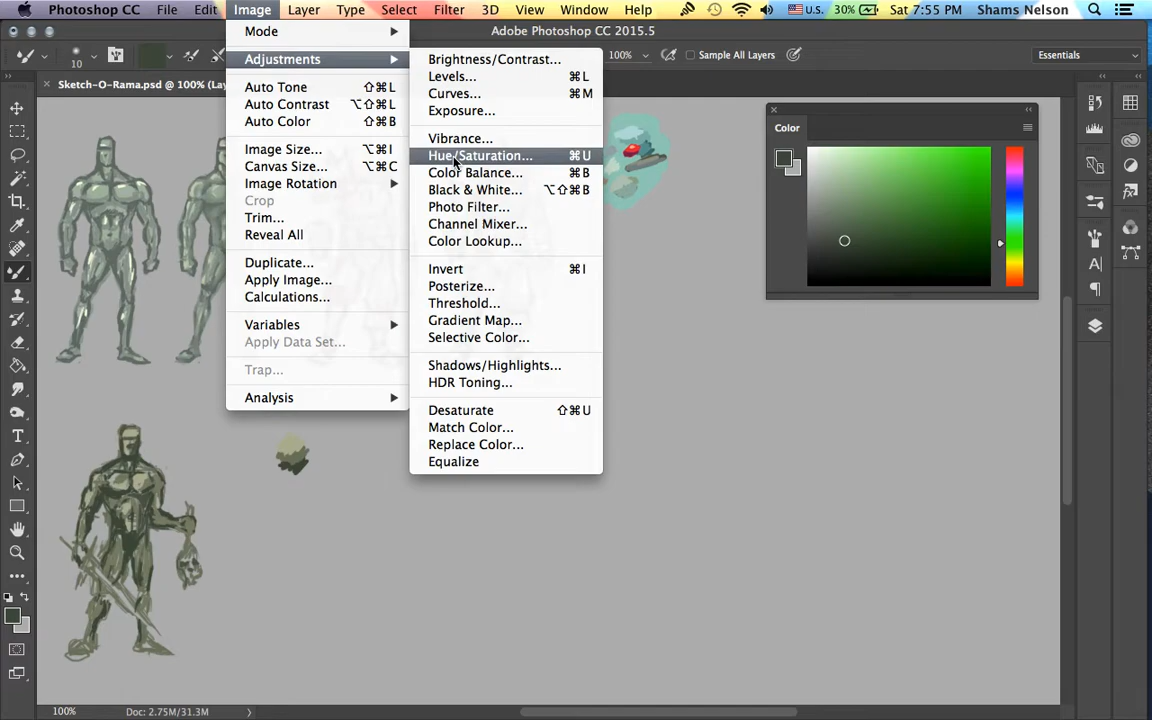 Photoshop CC File Edit Image Layer Type Select Filter 3D View Window Help U.S. 30% Sat 7:55 PM Shams Nelson
Adobe Photoshop CC 2015.5
10 100% Sample All Layers Essentials
Sketch-O-Rama.psd @ 100%
Mode
Adjustments
Auto Tone ⇧⌘L
Auto Contrast ⌥⇧⌘L
Auto Color ⇧⌘B
Image Size... ⌥⌘I
Canvas Size... ⌥⌘C
Image Rotation
Crop
Trim...
Reveal All
Duplicate...
Apply Image...
Calculations...
Variables
Apply Data Set...
Trap...
Analysis
Brightness/Contrast...
Levels... ⌘L
Curves... ⌘M
Exposure...
Vibrance...
Hue/Saturation... ⌘U
Color Balance... ⌘B
Black & White... ⌥⇧⌘B
Photo Filter...
Channel Mixer...
Color Lookup...
Invert ⌘I
Posterize...
Threshold...
Gradient Map...
Selective Color...
Shadows/Highlights...
HDR Toning...
Desaturate ⇧⌘U
Match Color...
Replace Color...
Equalize
Color
100% Doc: 2.75M/31.3M